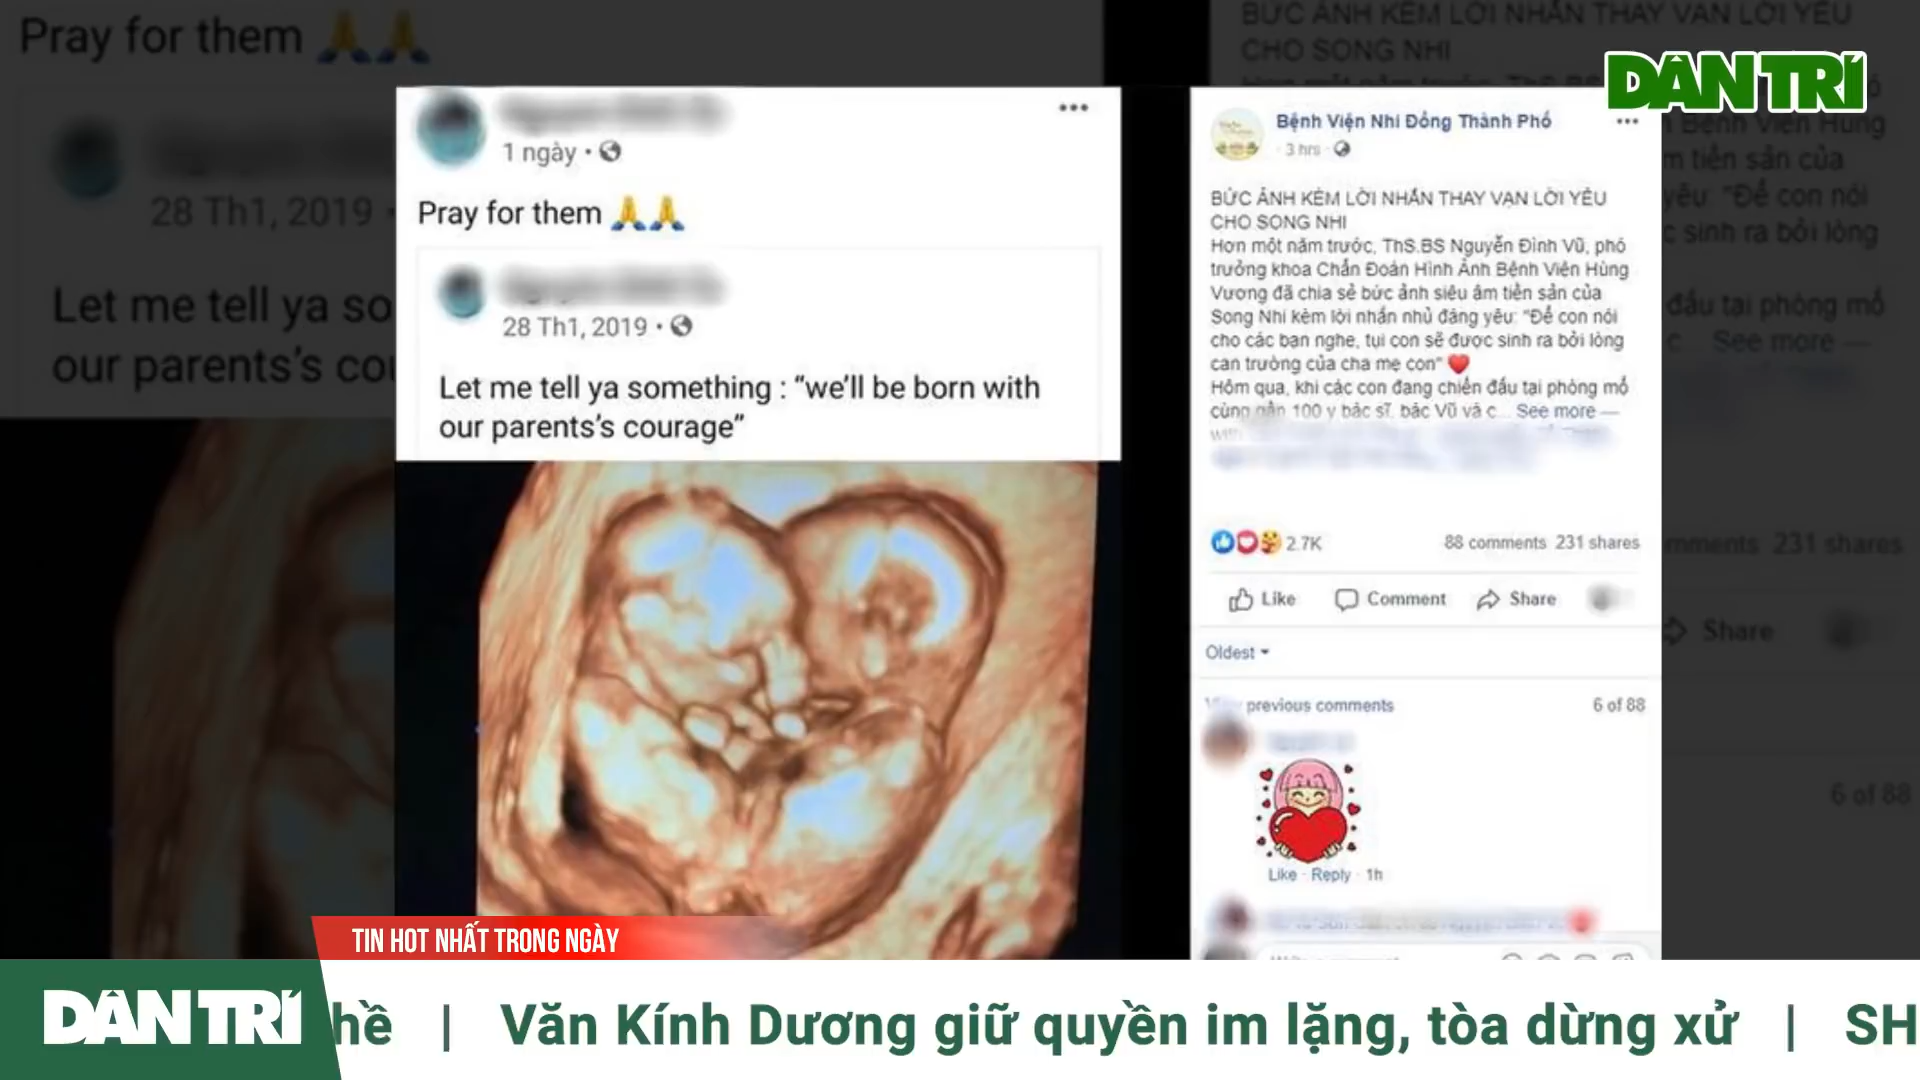 Pray for them 🙏🙏
28 Th1, 2019
Let me tell ya so
our parents's cou
1 ngày
Pray for them 🙏🙏
28 Th1, 2019
Let me tell ya something : “we’ll be born with
our parents’s courage”
BỨC ẢNH KÈM LỜI NHẮN THAY VẠN LỜI YÊU
CHO SONG NHI
DÂN TRÍ
Bệnh Viện Nhi Đồng Thành Phố
3 hrs
BỨC ẢNH KÈM LỜI NHẮN THAY VẠN LỜI YÊU
CHO SONG NHI
Hơn một năm trước, ThS.BS Nguyễn Đình Vũ, phó
trưởng khoa Chẩn Đoán Hình Ảnh Bệnh Viện Hùng
Vương đã chia sẻ bức ảnh siêu âm tiền sản của
Song Nhi kèm lời nhắn nhủ đáng yêu: "Để con nói
cho các bạn nghe, tụi con sẽ được sinh ra bởi lòng
can trường của cha mẹ con" ❤️
Hôm qua, khi các con đang chiến đấu tại phòng mổ
cùng gần 100 y bác sĩ, bác Vũ và c... See more —
2.7K
88 comments 231 shares
Like Comment Share
Oldest
previous comments
6 of 88
Like · Reply · 1h
Bệnh Viện Hùng
m tiền sản của
yêu: "Để con nói
c sinh ra bởi lòng
đấu tại phòng mổ
c... See more —
mments 231 shares
Share
6 of 88
TIN HOT NHẤT TRONG NGÀY
DÂN TRÍ
hề | Văn Kính Dương giữ quyền im lặng, tòa dừng xử | SH